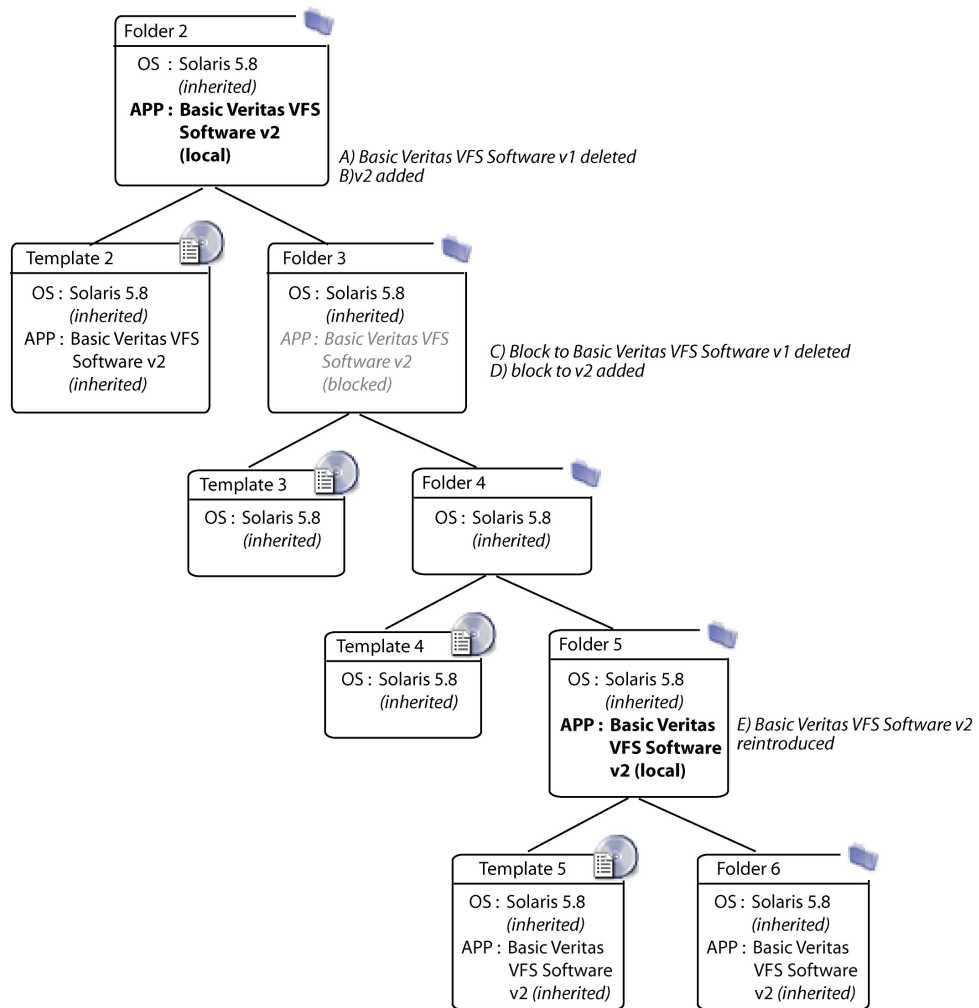 Folder 2
OS : Solaris 5.8
(inherited)
APP : Basic Veritas VFS
Software v2
(local)
A) Basic Veritas VFS Software v1 deleted
B)v2 added
Template 2
OS : Solaris 5.8
(inherited)
APP : Basic Veritas VFS
Software v2
(inherited)
Folder 3
OS : Solaris 5.8
(inherited)
APP : Basic Veritas VFS
Software v2
(blocked)
C) Block to Basic Veritas VFS Software v1 deleted
D) block to v2 added
Template 3
OS : Solaris 5.8
(inherited)
Folder 4
OS : Solaris 5.8
(inherited)
Template 4
OS : Solaris 5.8
(inherited)
Folder 5
OS : Solaris 5.8
(inherited)
APP : Basic Veritas
VFS Software
v2 (local)
E) Basic Veritas VFS Software v2
reintroduced
Template 5
OS : Solaris 5.8
(inherited)
APP : Basic Veritas
VFS Software
v2 (inherited)
Folder 6
OS : Solaris 5.8
(inherited)
APP : Basic Veritas
VFS Software
v2 (inherited)